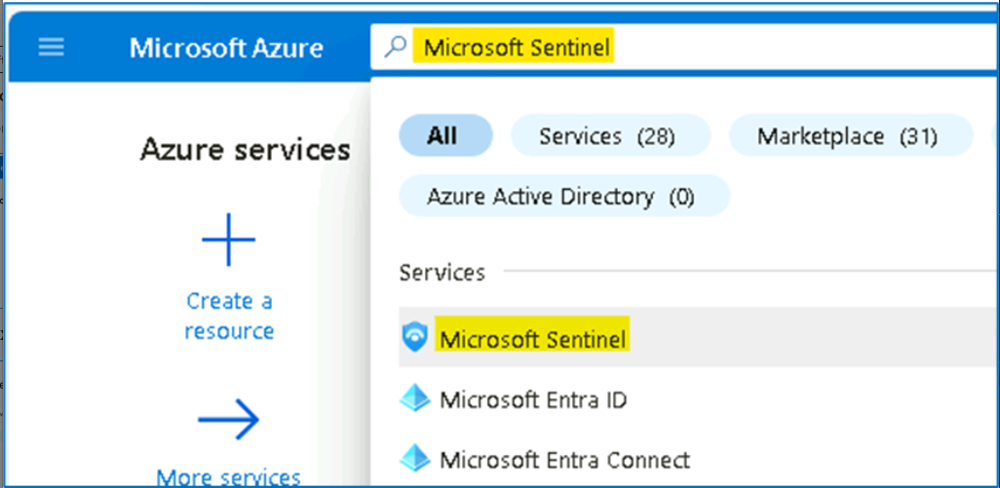 Microsoft Azure
Microsoft Sentinel
Azure services
Create a
resource
More services
All
Services (28)
Marketplace (31)
Azure Active Directory (0)
Services
Microsoft Sentinel
Microsoft Entra ID
Microsoft Entra Connect